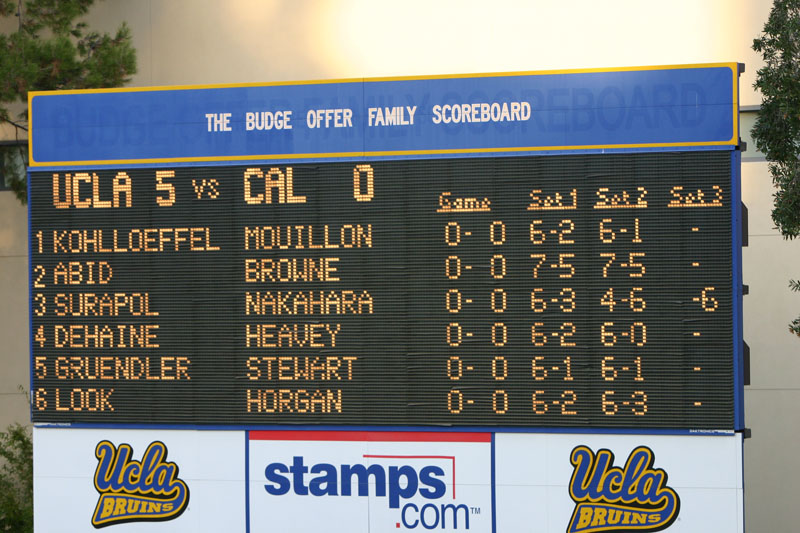 THE BUDGE OFFER FAMILY SCOREBOARD
UCLA 5 vs CAL 0
Game Set 1 Set 2 Set 3
1 KOHLLOEFFEL MOUILLON 0- 0 6-2 6-1 -
2 ABID BROWNE 0- 0 7-5 7-5 -
3 SURAPOL NAKAHARA 0- 0 6-3 4-6 -6
4 DEHAINE HEAVEY 0- 0 6-2 6-0 -
5 GRUENDLER STEWART 0- 0 6-1 6-1 -
6 LOOK HORGAN 0- 0 6-2 6-3 -
Ucla BRUINS
stamps.com™
Ucla BRUINS